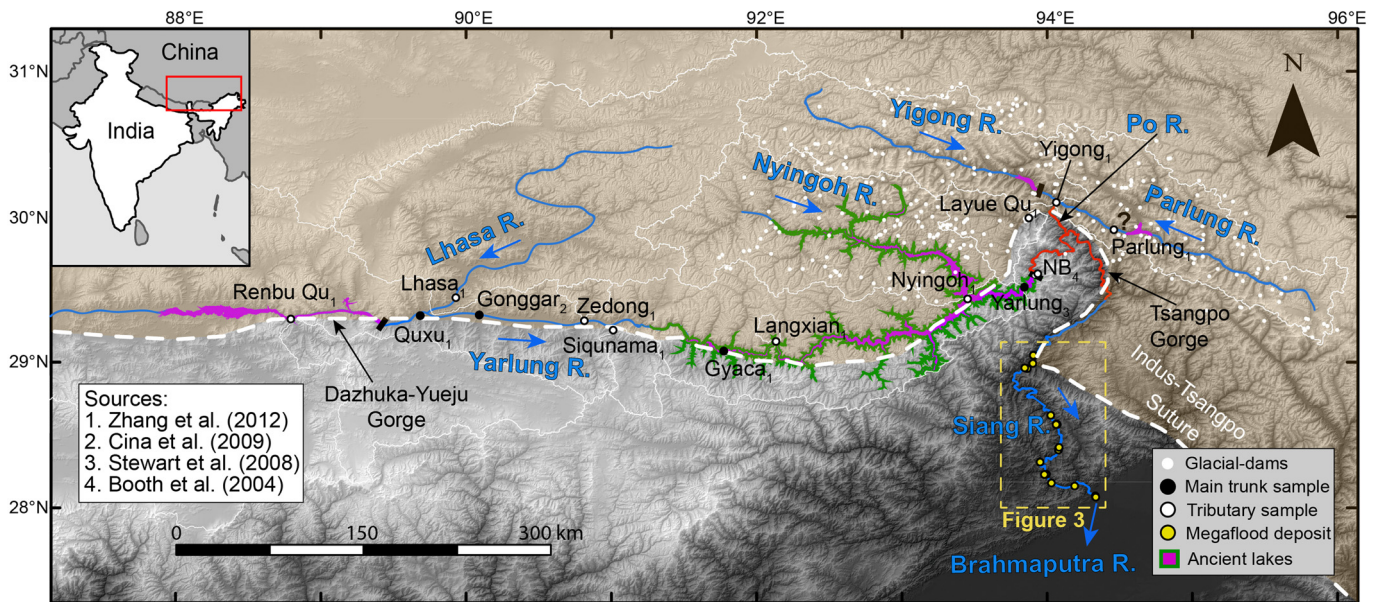 88°E
90°E
92°E
94°E
96°E
31°N
30°N
29°N
28°N
China
India
N
Yigong R.
Po R.
Yigong1
Nyingoh R.
Layue Qu1
Parlung R.
?
Parlung1
Lhasa R.
Lhasa1
Renbu Qu1
Gonggar2
Zedong1
Nyingoh1
NB4
Yarlung3
Tsangpo
Gorge
Quxu1
Siqunama1
Langxian1
Yarlung R.
Gyaca1
Dazhuka-Yueju
Gorge
Indus-Tsangpo
Suture
Siang R.
Figure 3
Brahmaputra R.
Sources:
1. Zhang et al. (2012)
2. Cina et al. (2009)
3. Stewart et al. (2008)
4. Booth et al. (2004)
0
150
300 km
Glacial-dams
Main trunk sample
Tributary sample
Megaflood deposit
Ancient lakes